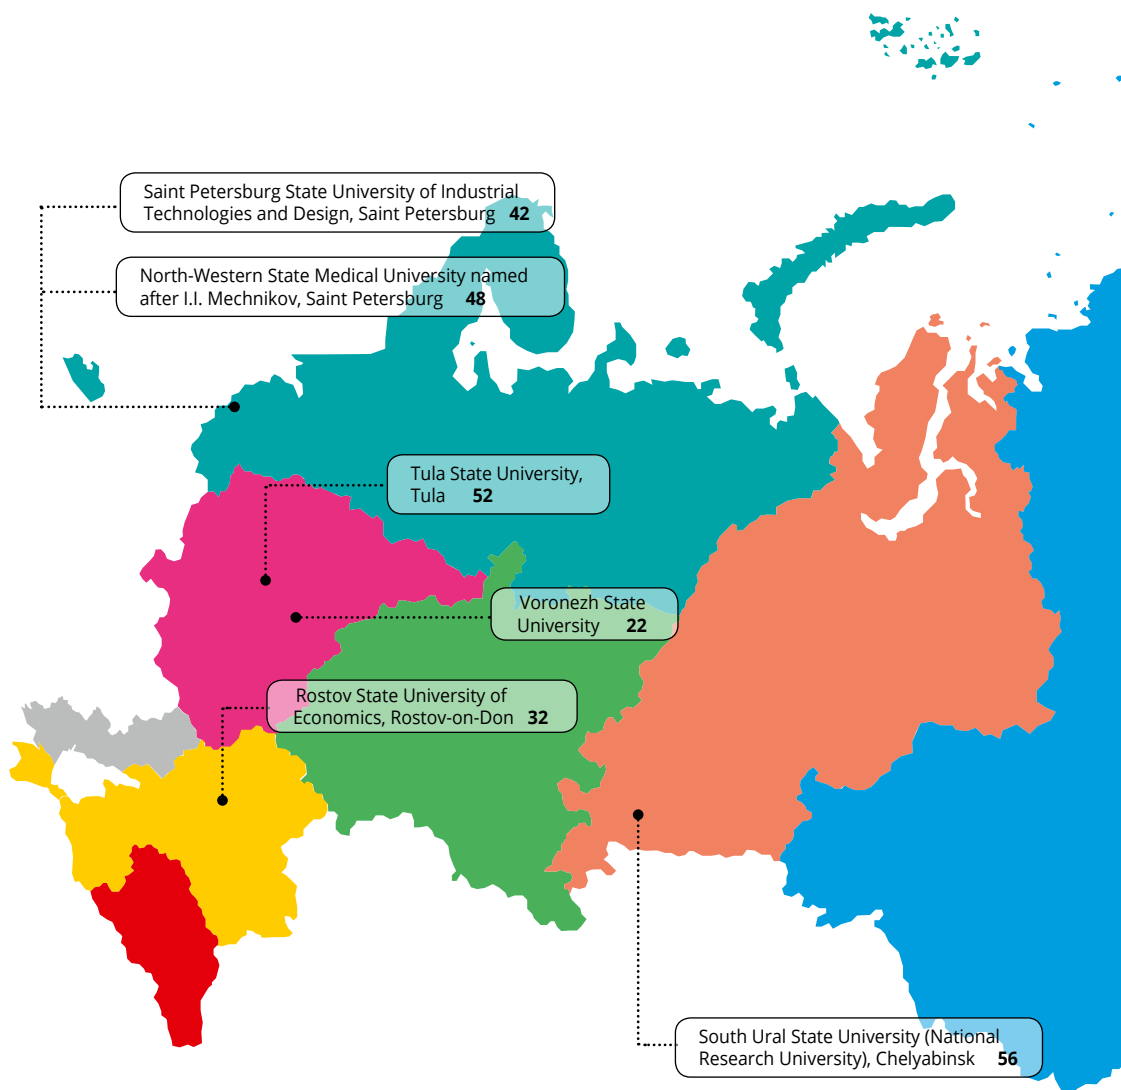 Saint Petersburg State University of Industrial
Technologies and Design, Saint Petersburg 42
North-Western State Medical University named
after I.I. Mechnikov, Saint Petersburg 48
Tula State University,
Tula 52
Voronezh State
University 22
Rostov State University of
Economics, Rostov-on-Don 32
South Ural State University (National
Research University), Chelyabinsk 56